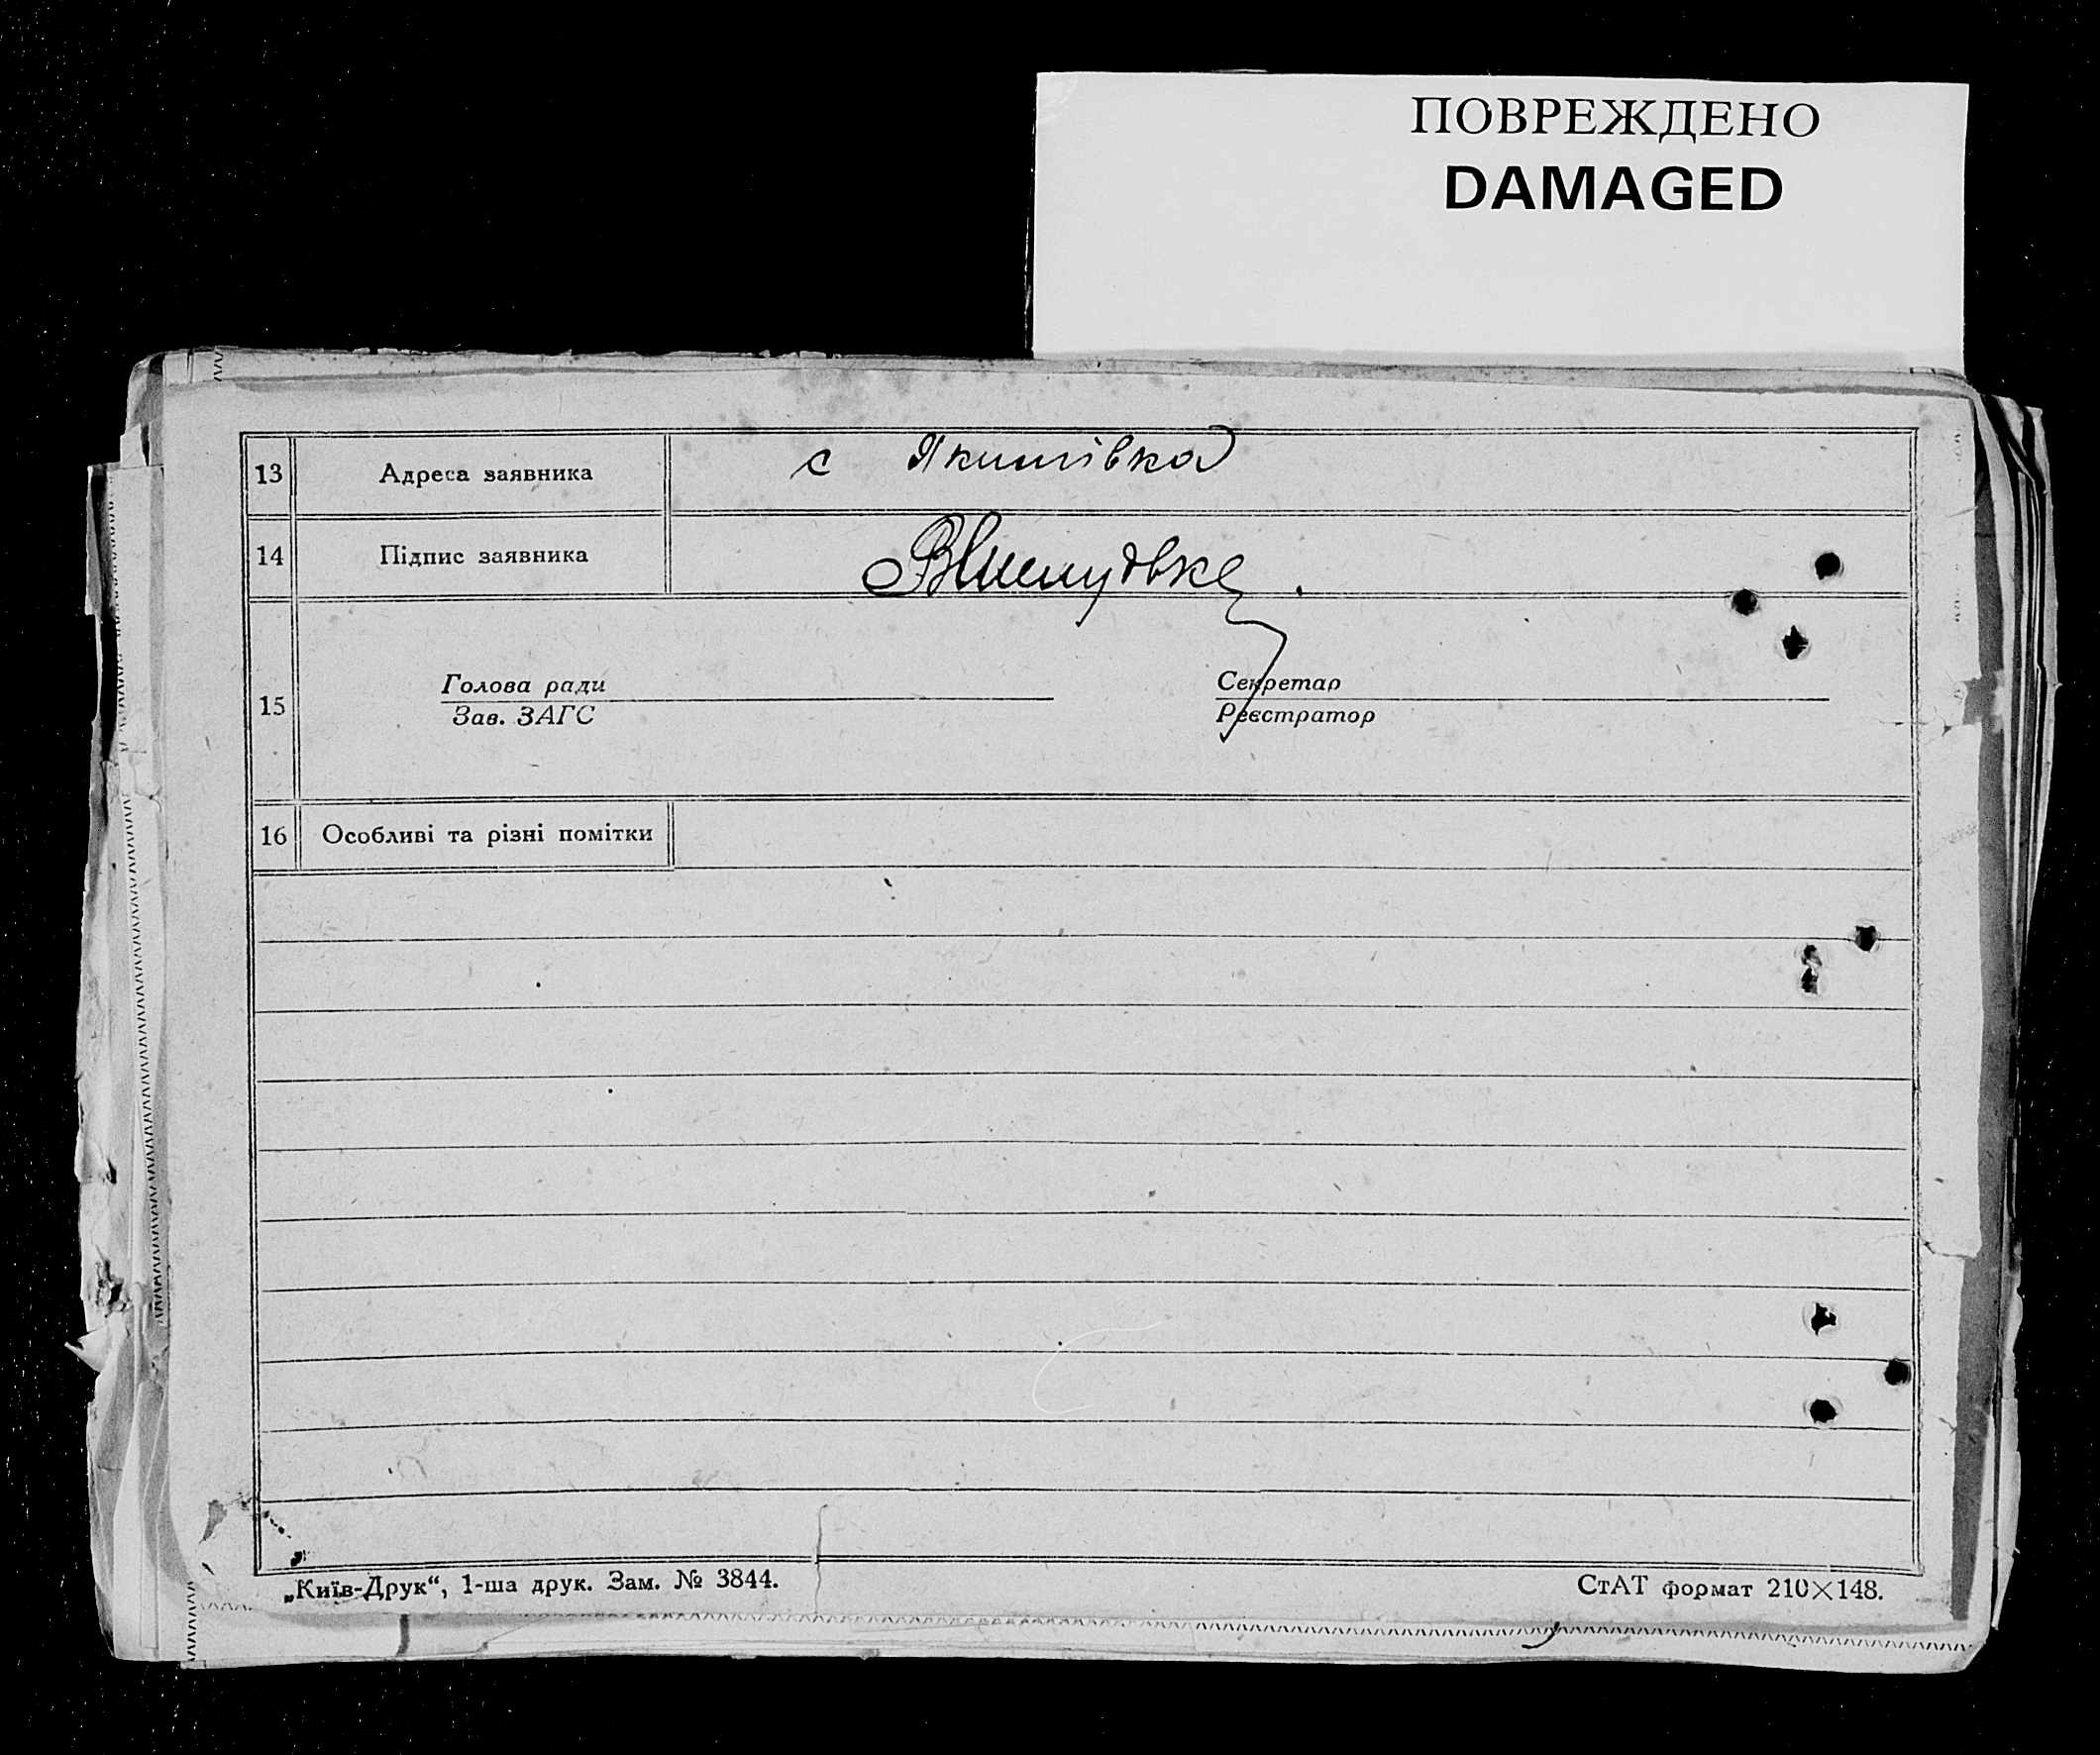 ПОВРЕЖДЕНО
DAMAGED
13 Адреса заявника с Якимівка
14 Підпис заявника
Голова ради Секретар
15
Зав. ЗАГС Реєстратор
16 Особливі та різні помітки
„Київ-Друк“, 1-ша друк. Зам. № 3844. СтАТ формат 210×148.